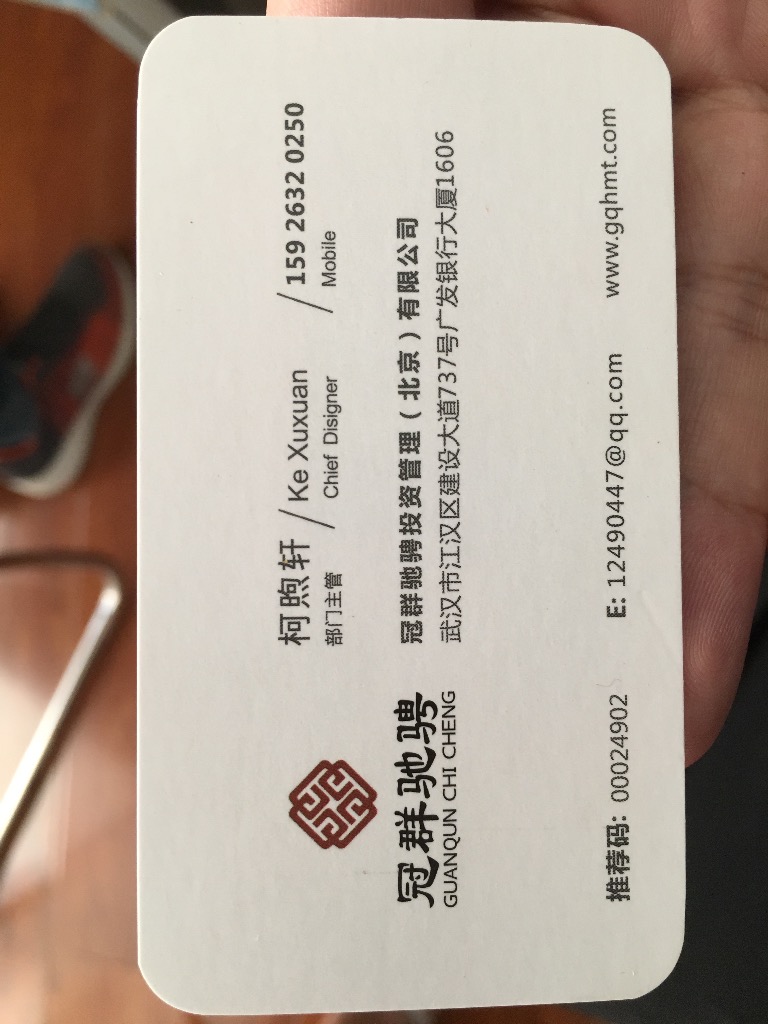 柯煦轩 / Ke Xuxuan / 159 2632 0250
部门主管 / Chief Disigner / Mobile
冠群驰骋
GUANQUN CHI CHENG
冠群驰骋投资管理（北京）有限公司
武汉市江汉区建设大道737号广发银行大厦1606
推荐码: 00024902 E: 12490447@qq.com www.gqhmt.com